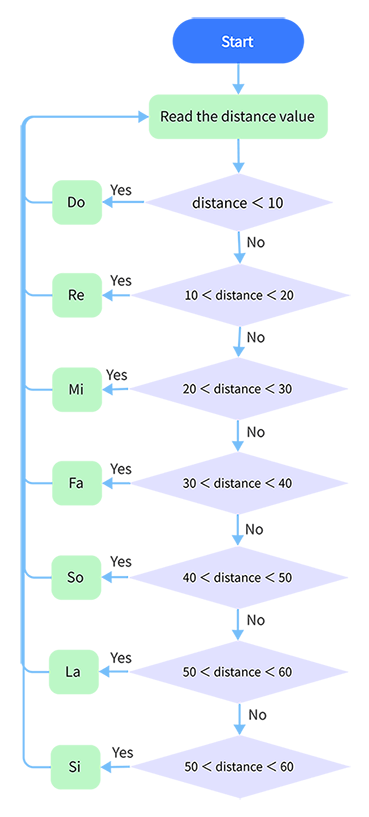 Start
Read the distance value
Yes
Do
distance < 10
No
Yes
Re
10 < distance < 20
No
Yes
Mi
20 < distance < 30
No
Yes
Fa
30 < distance < 40
No
Yes
So
40 < distance < 50
No
Yes
La
50 < distance < 60
No
Yes
Si
50 < distance < 60